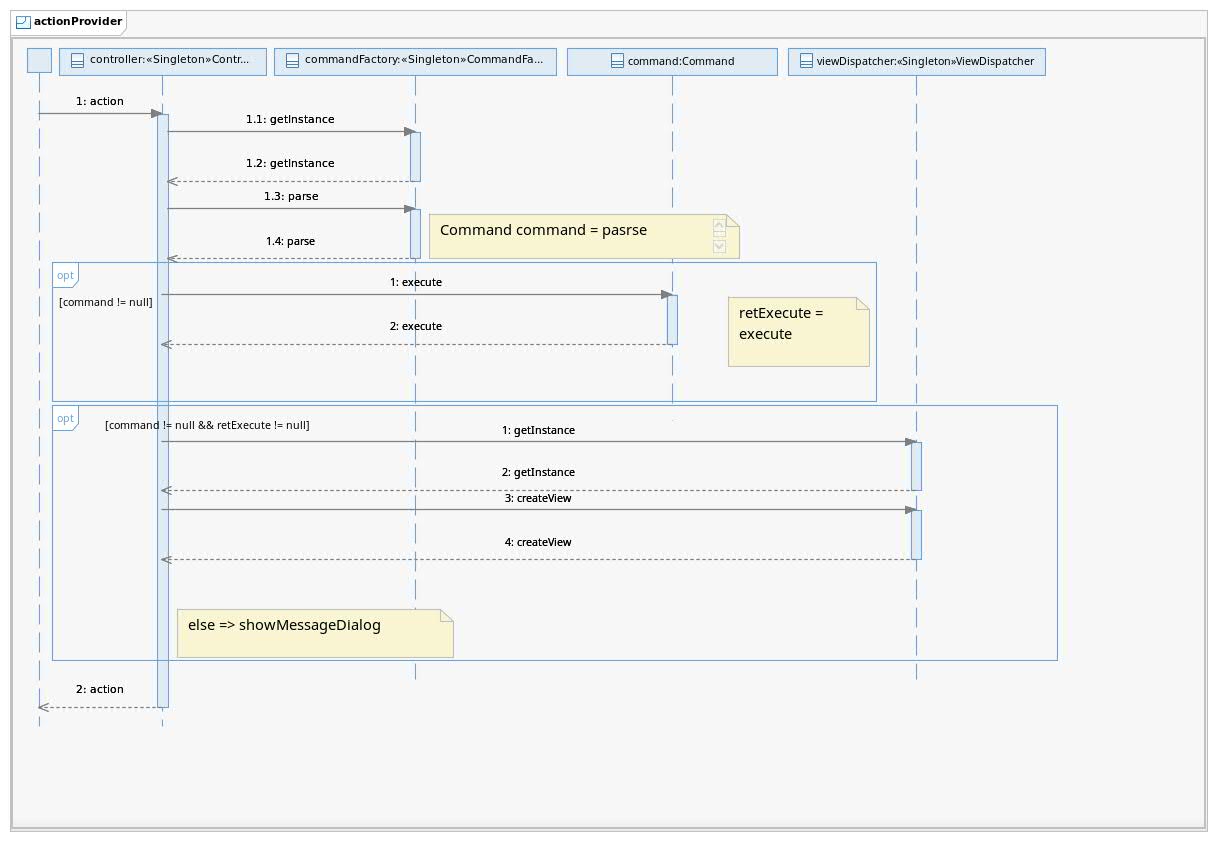 actionProvider
controller:«Singleton»Contr...
commandFactory:«Singleton»CommandFa...
command:Command
viewDispatcher:«Singleton»ViewDispatcher
1: action
1.1: getInstance
1.2: getInstance
1.3: parse
Command command = pasrse
1.4: parse
opt
1: execute
[command != null]
retExecute =
execute
2: execute
opt
[command != null && retExecute != null]
1: getInstance
2: getInstance
3: createView
4: createView
else => showMessageDialog
2: action